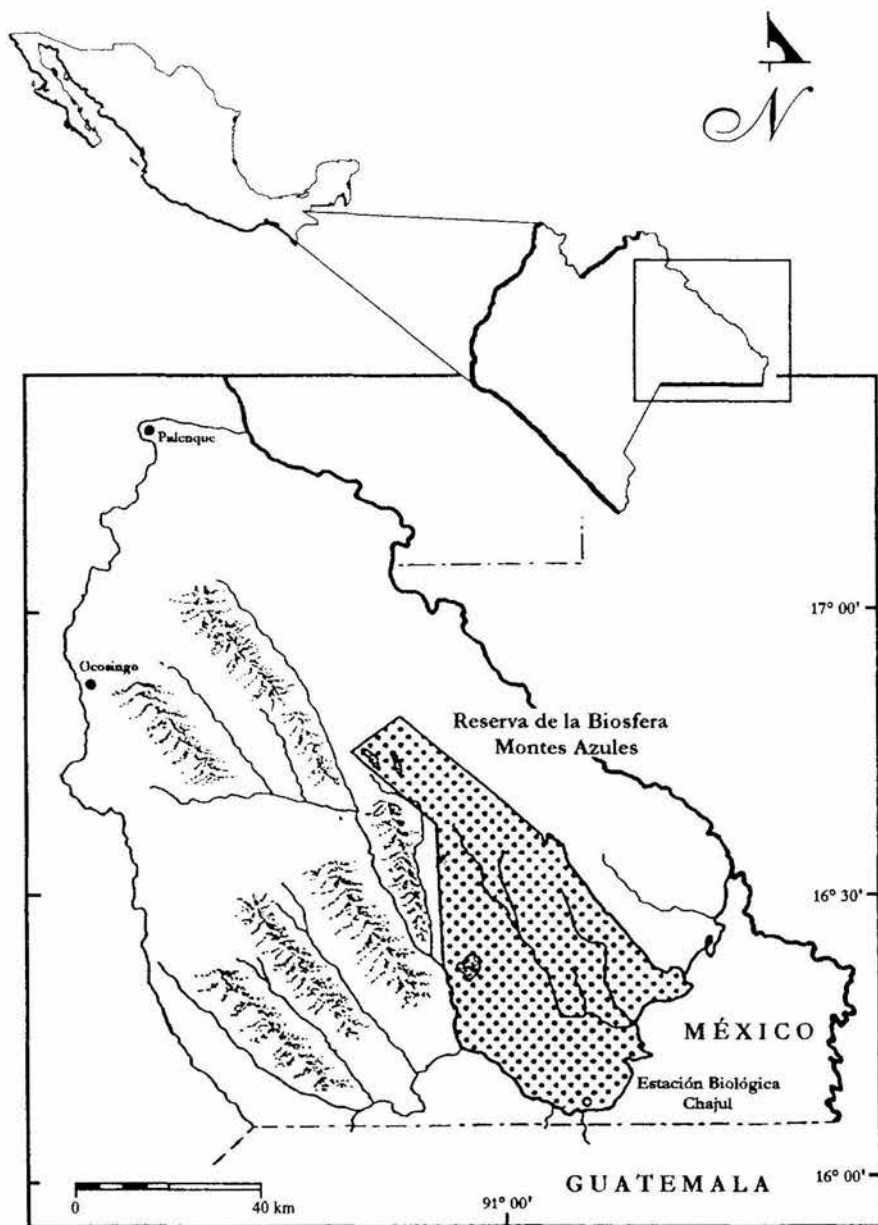 N
Palenque
17° 00'
Ocosingo
Reserva de la Biosfera
Montes Azules
16° 30'
MÉXICO
Estación Biológica
Chajul
16° 00'
GUATEMALA
0 40 km
91° 00'